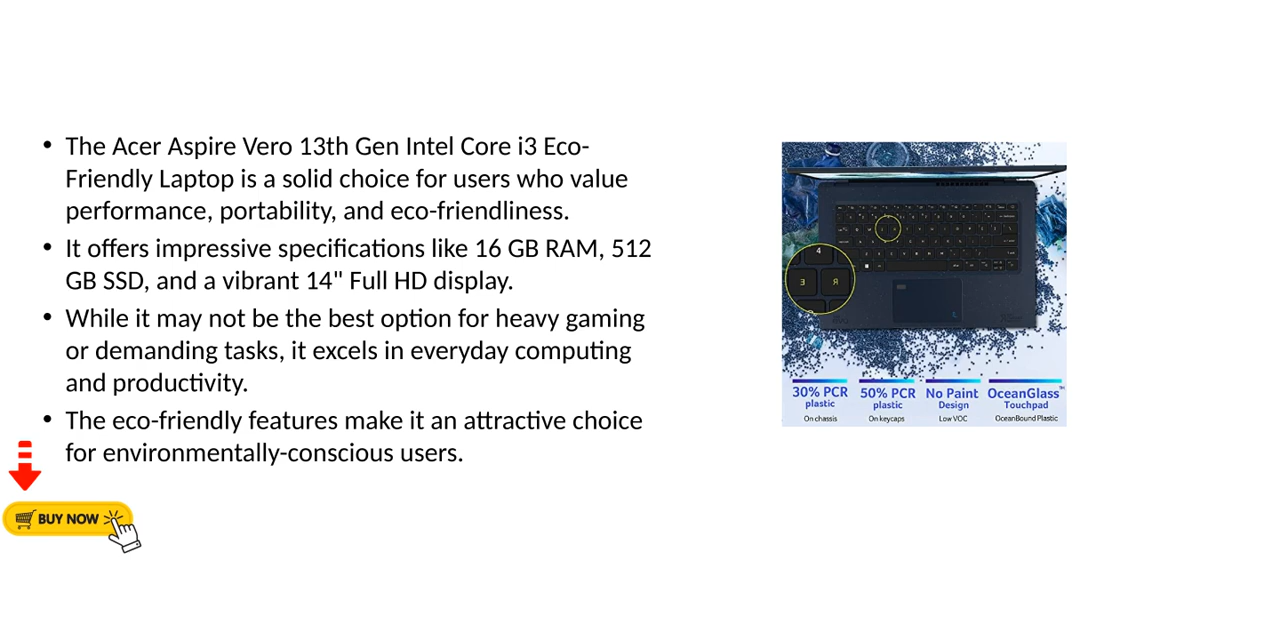 • The Acer Aspire Vero 13th Gen Intel Core i3 Eco-
Friendly Laptop is a solid choice for users who value
performance, portability, and eco-friendliness.
• It offers impressive specifications like 16 GB RAM, 512
GB SSD, and a vibrant 14" Full HD display.
• While it may not be the best option for heavy gaming
or demanding tasks, it excels in everyday computing
and productivity.
• The eco-friendly features make it an attractive choice
for environmentally-conscious users.
BUY NOW
4
Ǝ Я
30% PCR
plastic
On chassis
50% PCR
plastic
On keycaps
No Paint
Design
Low VOC
OceanGlass™
Touchpad
OceanBound Plastic